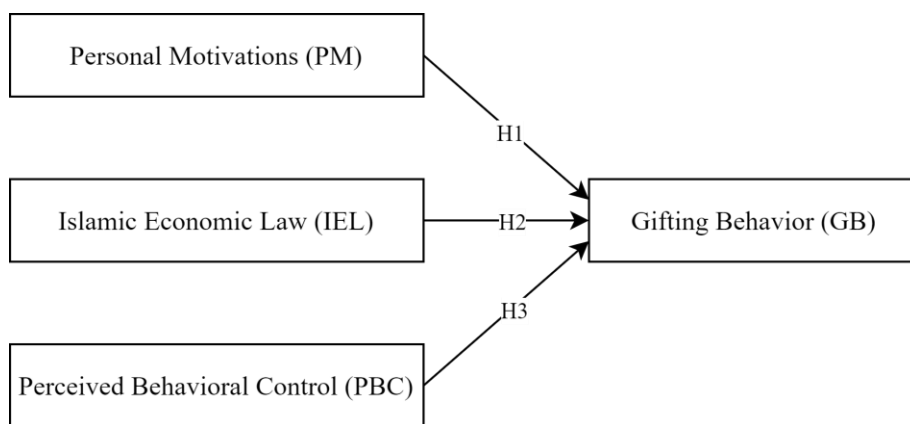 Personal Motivations (PM)
H1
Islamic Economic Law (IEL)
H2
Gifting Behavior (GB)
H3
Perceived Behavioral Control (PBC)